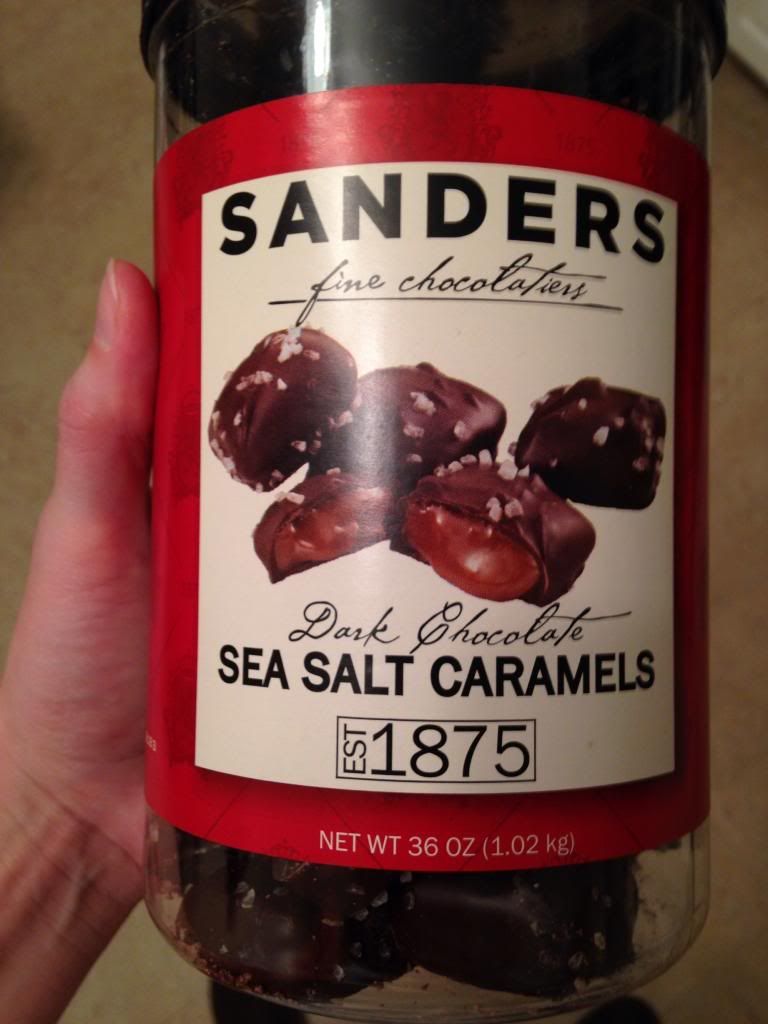 SANDERS
fine chocolatiers
Dark Chocolate
SEA SALT CARAMELS
EST 1875
NET WT 36 OZ (1.02 kg)